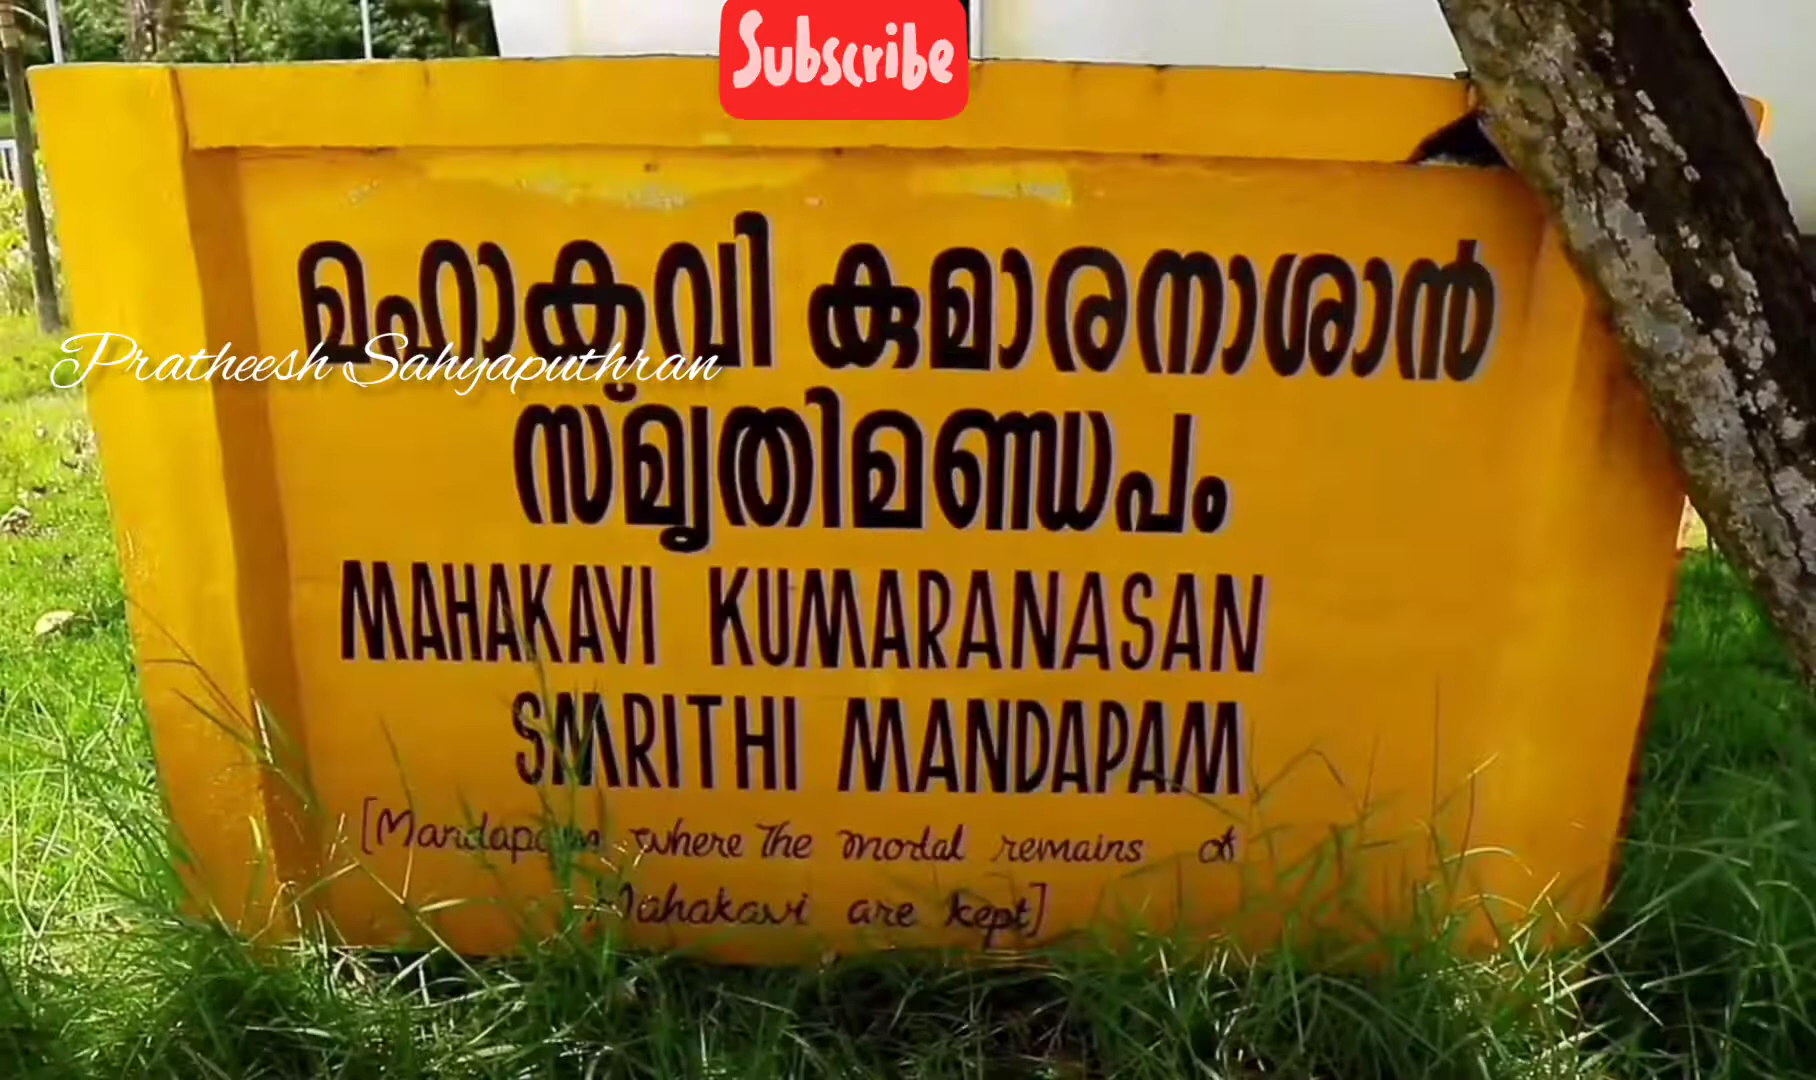 Subscribe
മഹാകവി കുമാരനാശാൻ
Pratheesh Sahyaputhran
സ്മൃതിമണ്ഡപം
MAHAKAVI KUMARANASAN
SMRITHI MANDAPAM
[Mandapam where The mortal remains of
Mahakavi are kept]